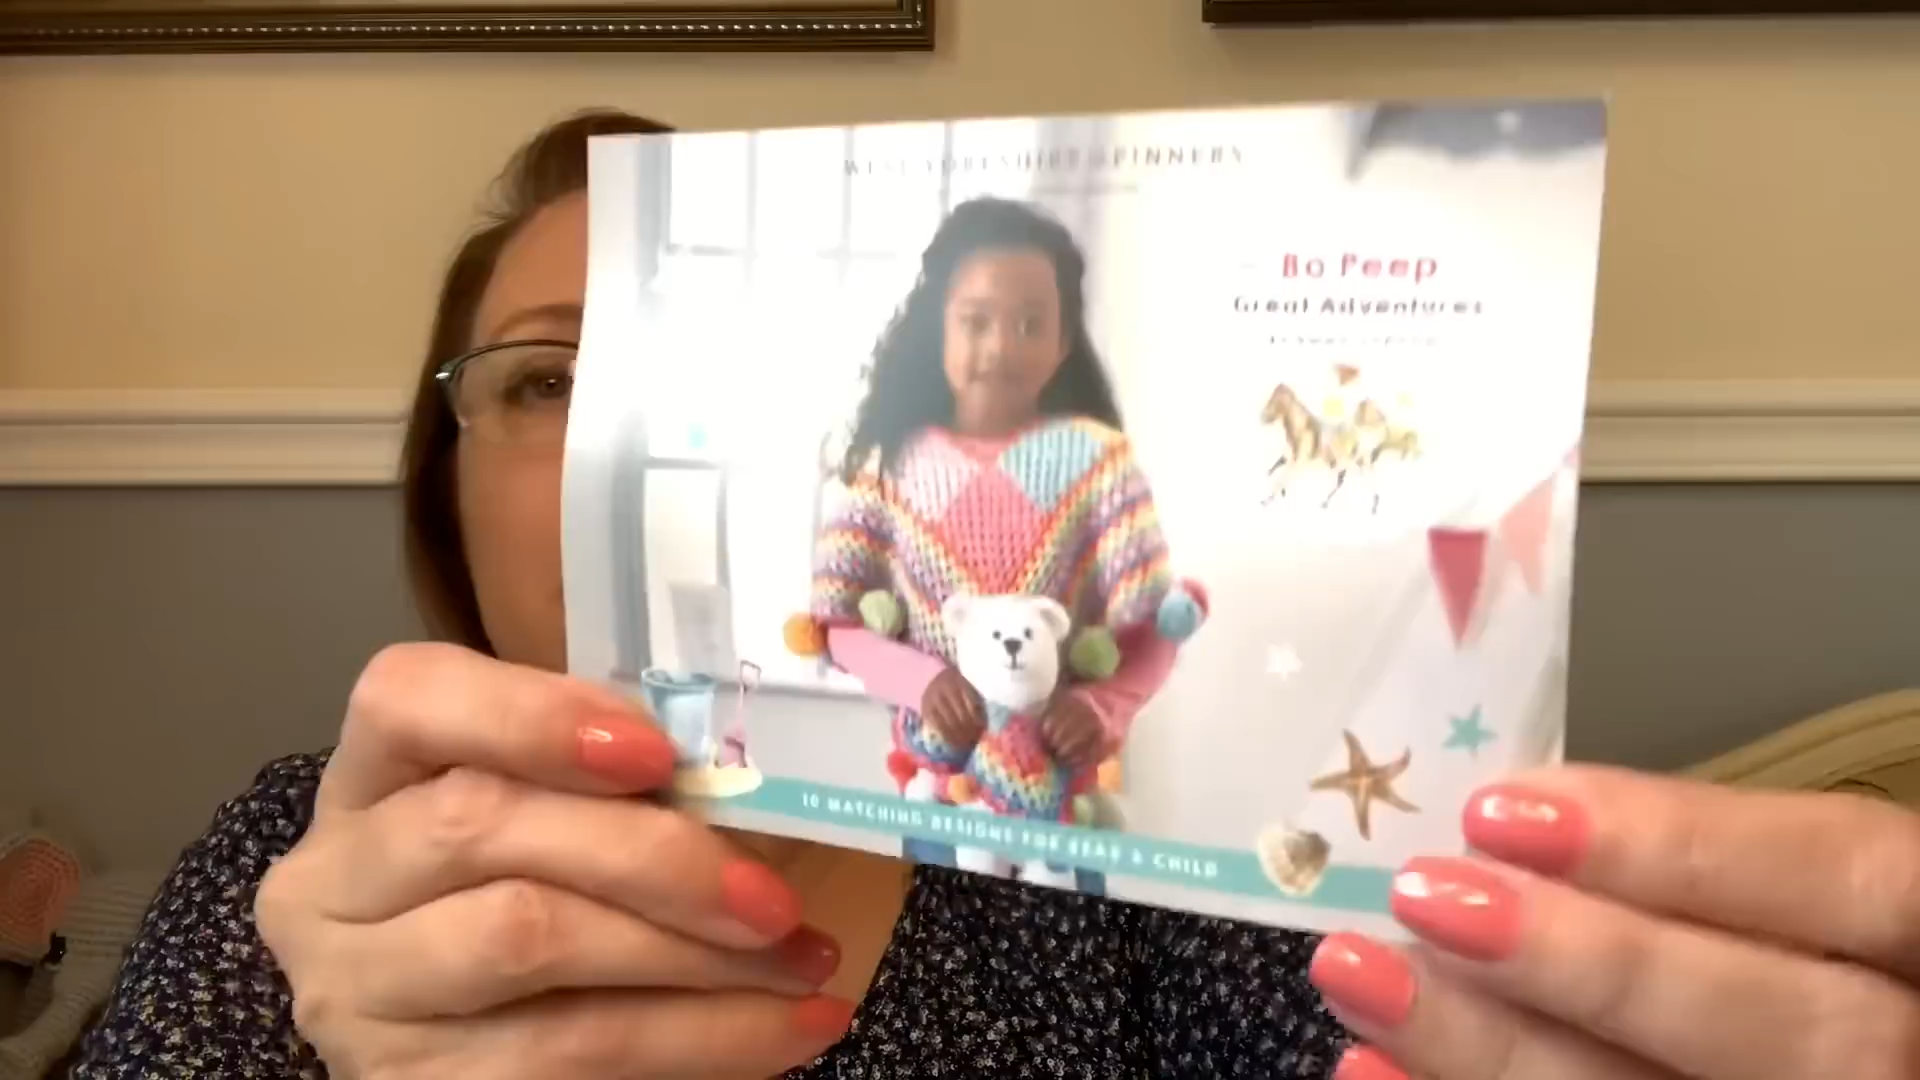 WEST YORKSHIRE SPINNERS
Bo Peep
Great Adventures
10 MATCHING DESIGNS FOR BEAR & CHILD